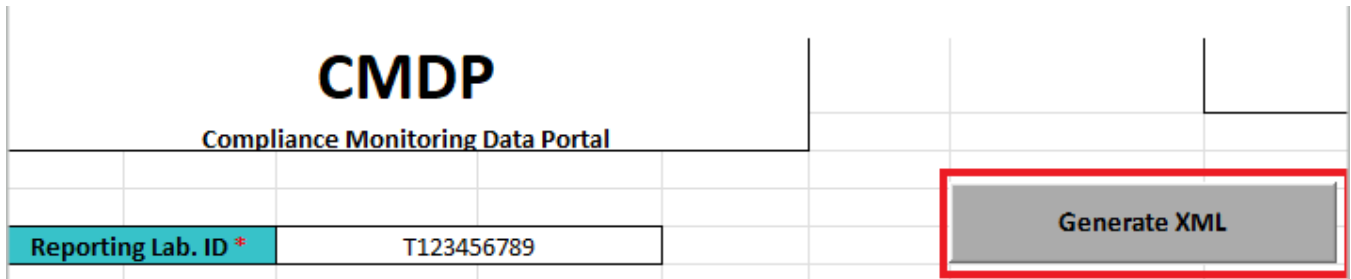 CMDP
Compliance Monitoring Data Portal
Generate XML
Reporting Lab. ID * T123456789